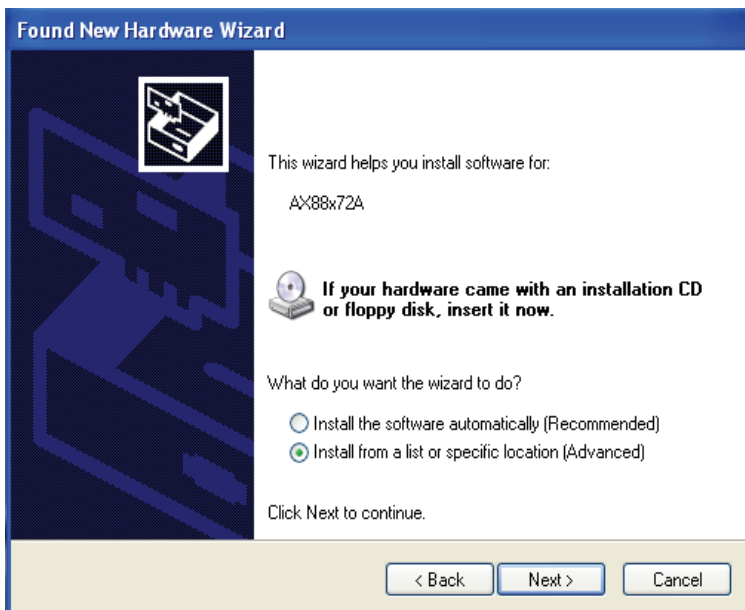 Found New Hardware Wizard
This wizard helps you install software for:
AX88x72A
If your hardware came with an installation CD
or floppy disk, insert it now.
What do you want the wizard to do?
Install the software automatically (Recommended)
Install from a list or specific location (Advanced)
Click Next to continue.
< Back
Next >
Cancel